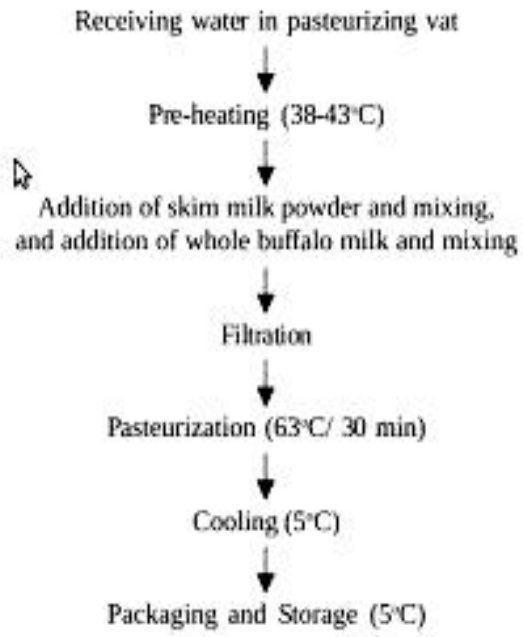 Receiving water in pasteurizing vat
Pre-heating (38-43°C)
Addition of skim milk powder and mixing,
and addition of whole buffalo milk and mixing
Filtration
Pasteurization (63°C/ 30 min)
Cooling (5°C)
Packaging and Storage (5°C)